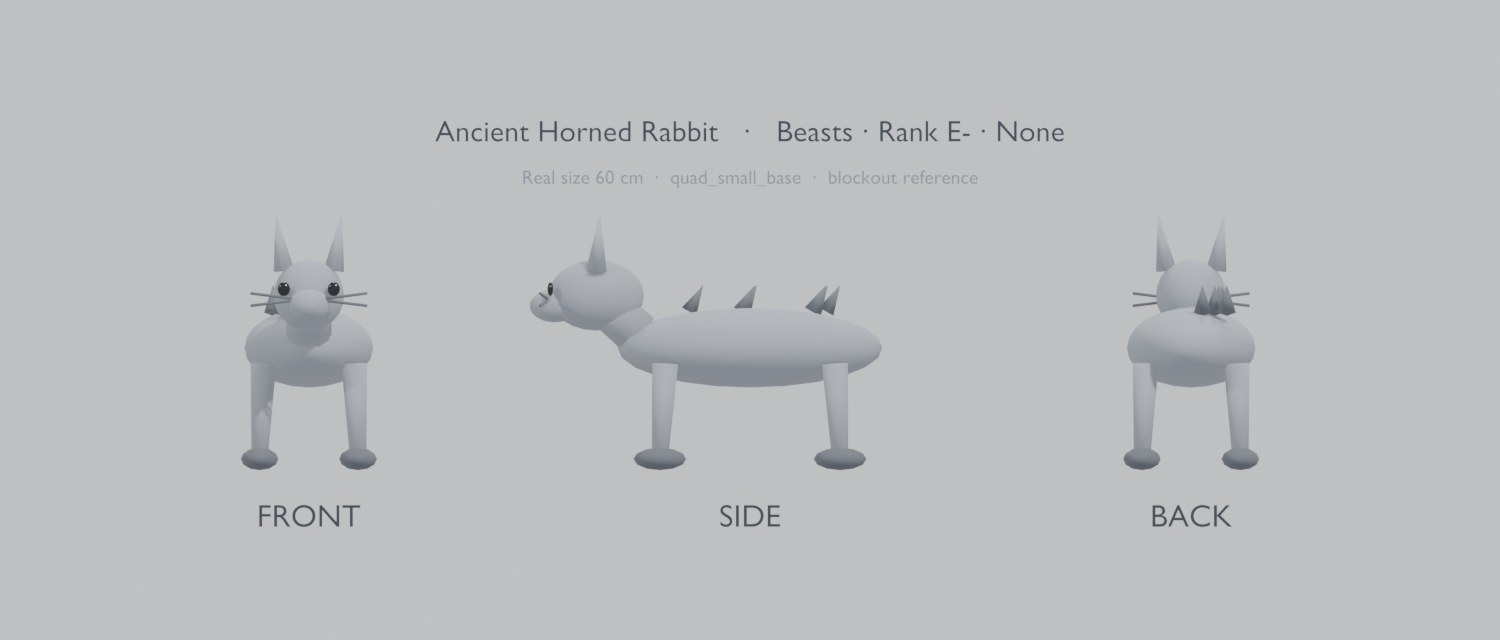 Ancient Horned Rabbit · Beasts · Rank E- · None
Real size 60 cm · quad_small_base · blockout reference
FRONT
SIDE
BACK